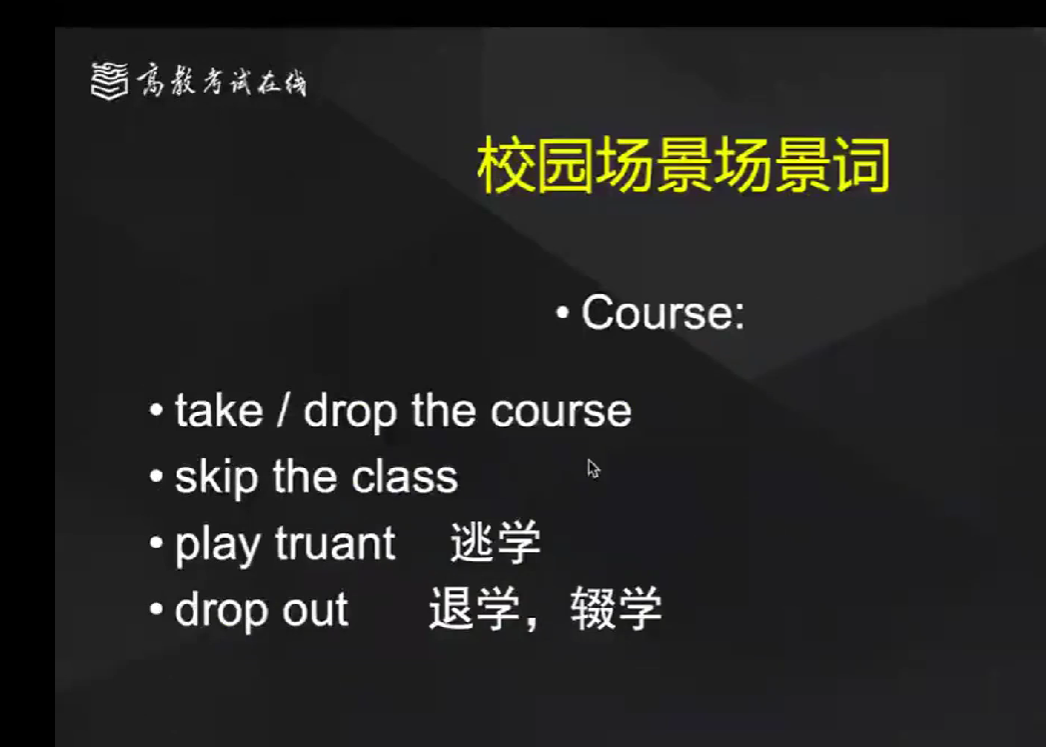 高教考试在线
校园场景场景词
• Course:
• take / drop the course
• skip the class
• play truant 逃学
• drop out 退学，辍学